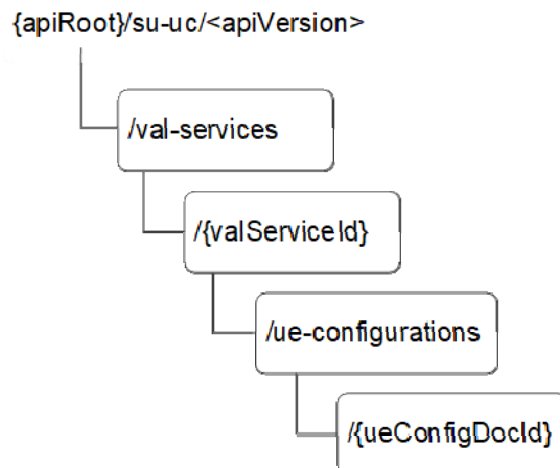 {apiRoot}/su-uc/<apiVersion>
/val-services
/{valServiceId}
/ue-configurations
/{ueConfigDocId}